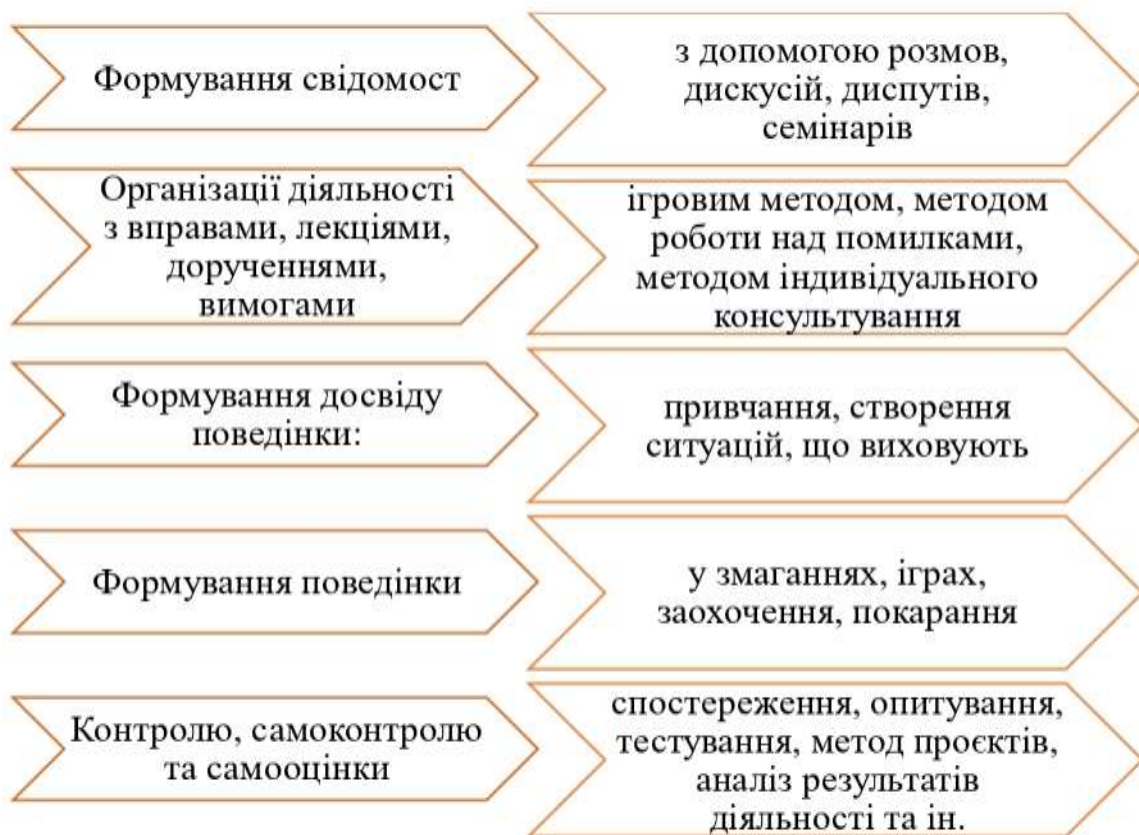 Формування свідомост
з допомогою розмов,
дискусій, диспутів,
семінарів
Організації діяльності
з вправами, лекціями,
дорученнями,
вимогами
ігровим методом, методом
роботи над помилками,
методом індивідуального
консультування
Формування досвіду
поведінки:
привчання, створення
ситуацій, що виховують
Формування поведінки
у змаганнях, іграх,
заохочення, покарання
Контролю, самоконтролю
та самооцінки
спостереження, опитування,
тестування, метод проєктів,
аналіз результатів
діяльності та ін.